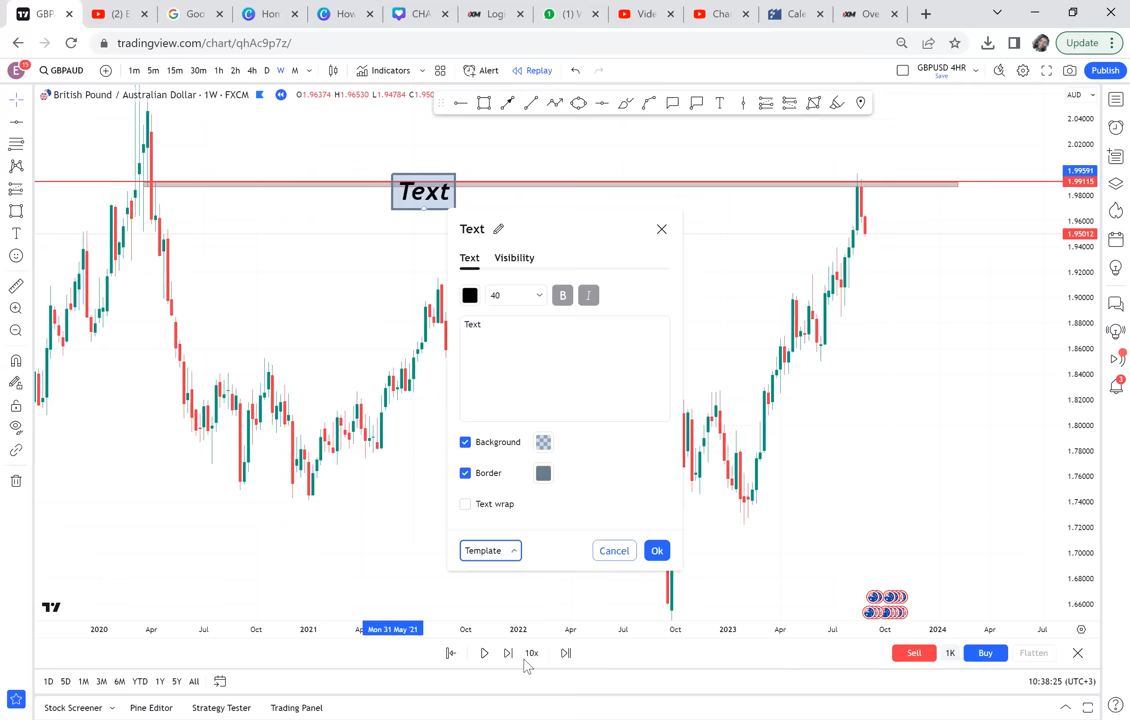 GBP
(2) E
Goo
Hon
How
CHA
Logi
(1) V
Vide
Cha
Cale
Ove
tradingview.com/chart/qhAc9p7z/
Update
E
15
GBPAUD
1m 5m 15m 30m 1h 2h 4h D W M
Indicators
Alert
Replay
GBPUSD 4HR
Save
Publish
British Pound / Australian Dollar · 1W · FXCM
O1.96374 H1.96530 L1.94784 C1.950
AUD
2.04000
2.02000
1.99591
1.99115
1.98000
1.96000
1.95012
1.94000
1.92000
1.90000
1.88000
1.86000
1.84000
1.82000
1.80000
1.78000
1.76000
1.74000
1.72000
1.70000
1.68000
1.66000
Text
Text
Text Visibility
40
B I
Text
Background
Border
Text wrap
Template
Cancel
Ok
3
2020 Apr Jul Oct 2021 Ap Mon 31 May '21 Oct 2022 Apr Jul Oct 2023 Apr Jul Oct 2024 Apr Jul
10x
Sell 1K Buy Flatten
1D 5D 1M 3M 6M YTD 1Y 5Y All
10:38:25 (UTC+3)
Stock Screener Pine Editor Strategy Tester Trading Panel